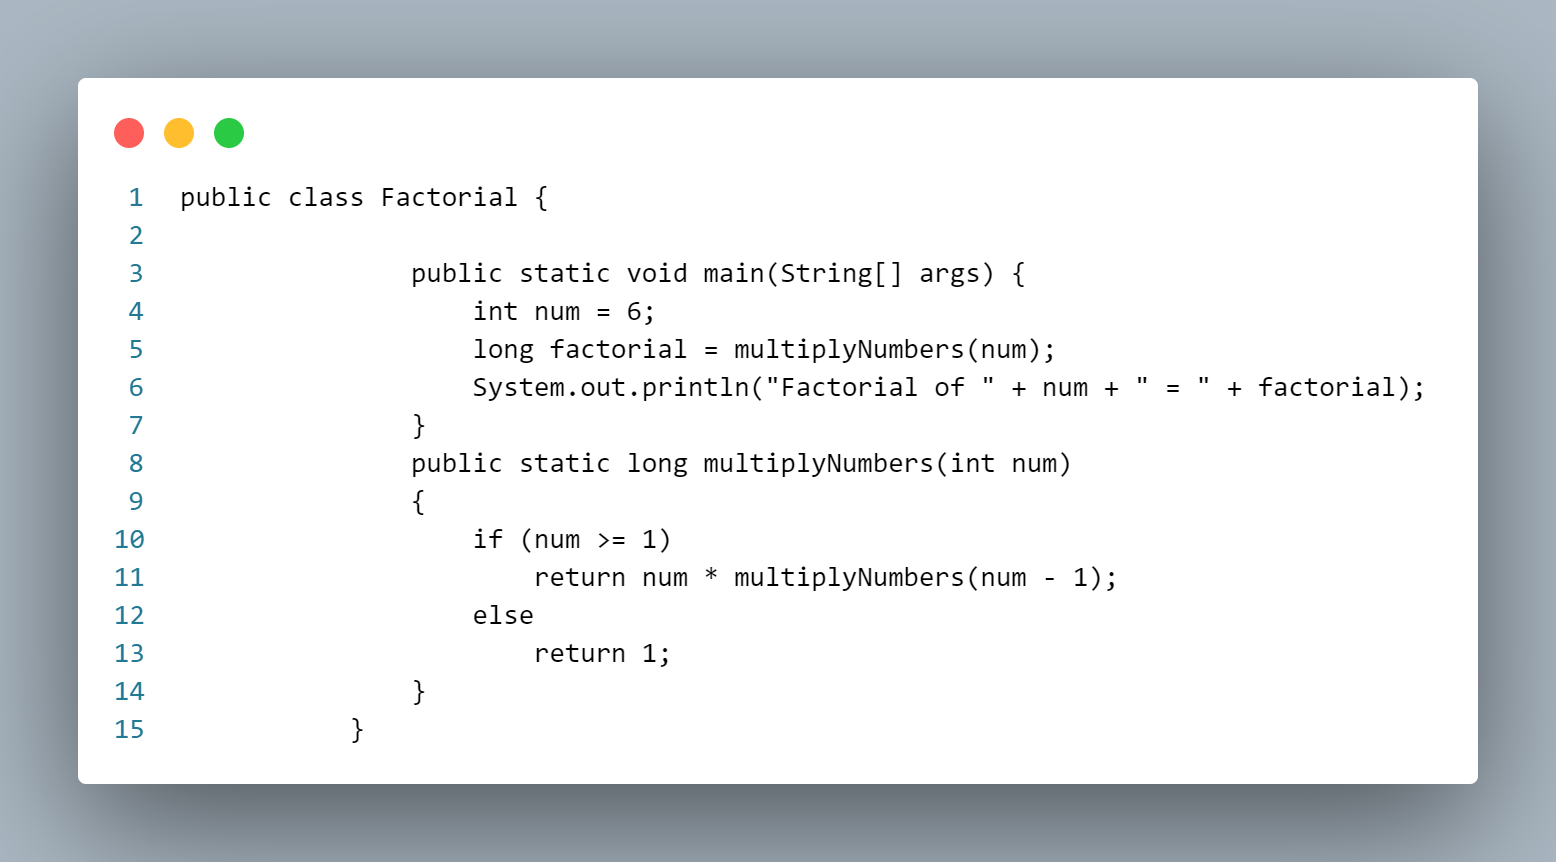 1 public class Factorial {
2
3 public static void main(String[] args) {
4 int num = 6;
5 long factorial = multiplyNumbers(num);
6 System.out.println("Factorial of " + num + " = " + factorial);
7 }
8 public static long multiplyNumbers(int num)
9 {
10 if (num >= 1)
11 return num * multiplyNumbers(num - 1);
12 else
13 return 1;
14 }
15 }